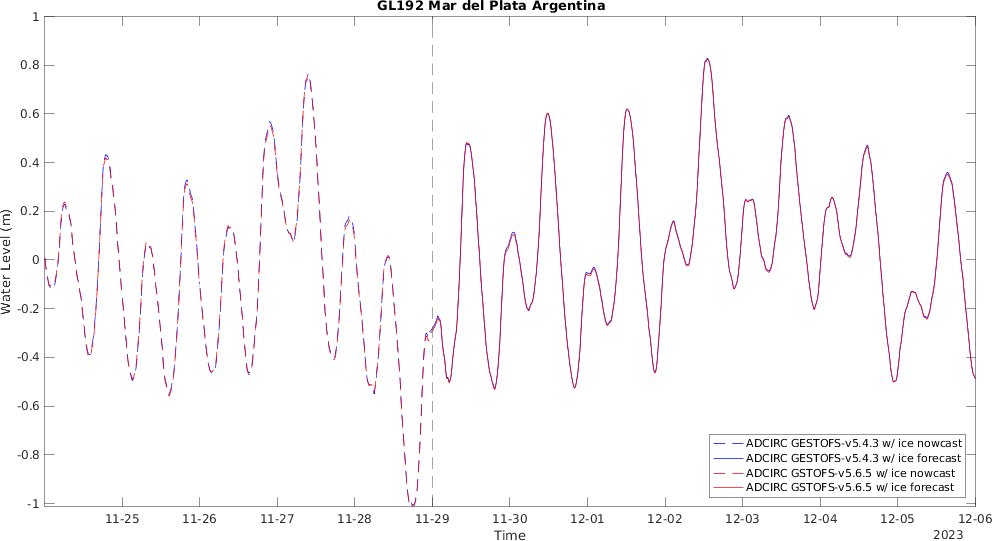 GL192 Mar del Plata Argentina
1
0.8
0.6
0.4
0.2
0
-0.2
-0.4
-0.6
-0.8
-1
Water Level (m)
ADCIRC GESTOFS-v5.4.3 w/ ice nowcast
ADCIRC GESTOFS-v5.4.3 w/ ice forecast
ADCIRC GSTOFS-v5.6.5 w/ ice nowcast
ADCIRC GSTOFS-v5.6.5 w/ ice forecast
11-25 11-26 11-27 11-28 11-29 11-30 12-01 12-02 12-03 12-04 12-05 12-06
Time
2023